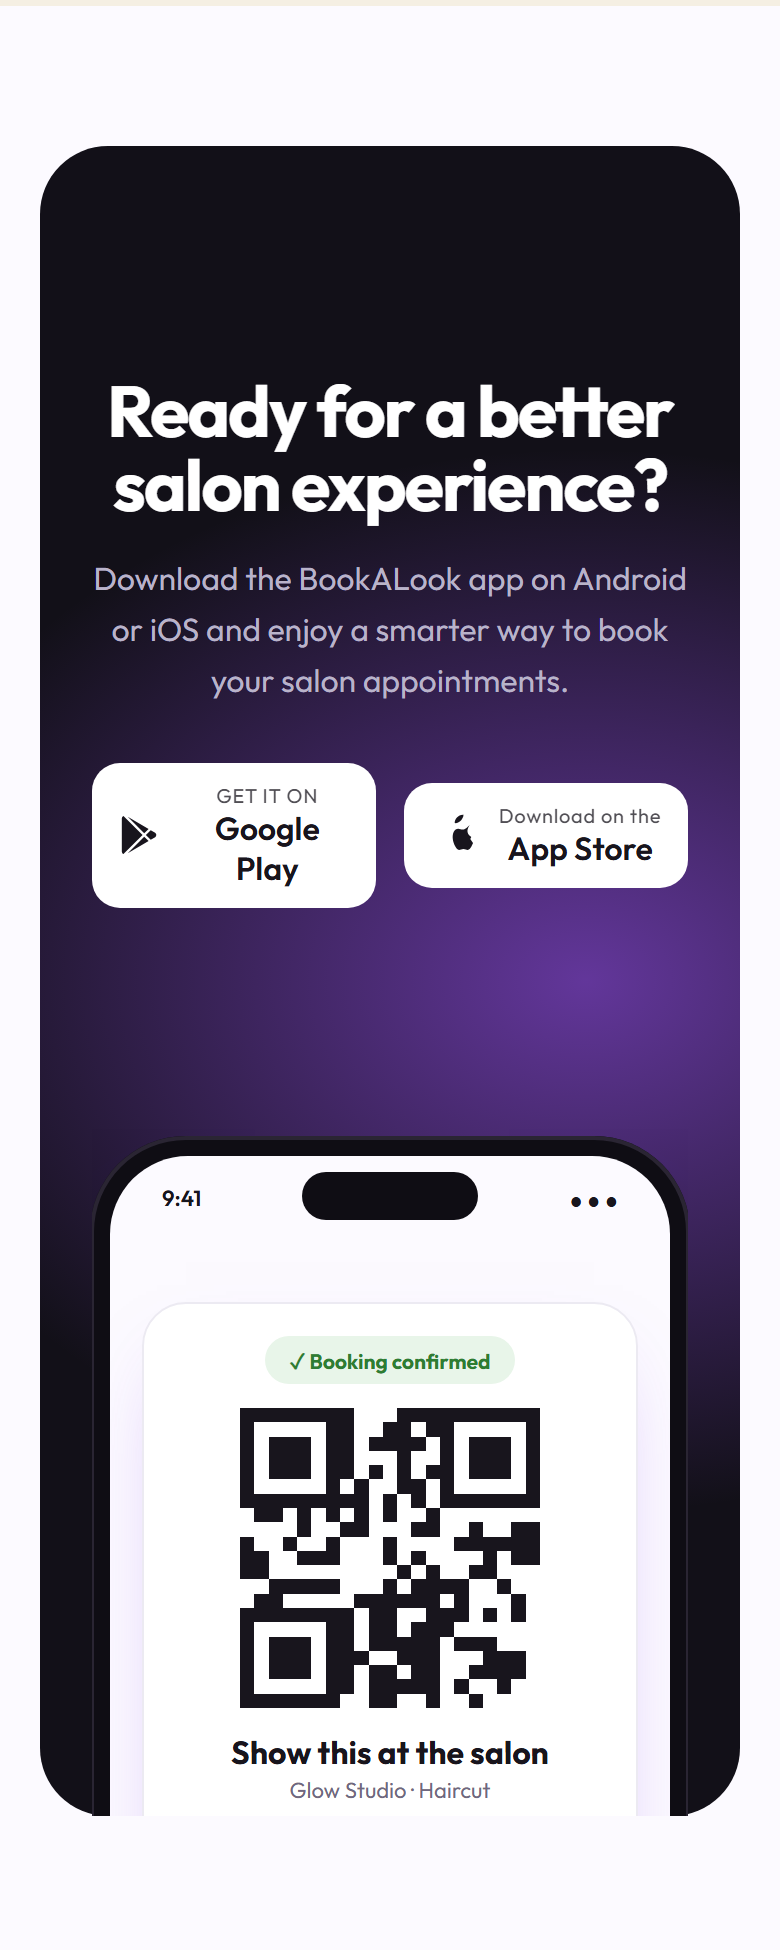 Ready for a better
salon experience?
Download the BookALook app on Android
or iOS and enjoy a smarter way to book
your salon appointments.
GET IT ON
Google
Play
Download on the
App Store
9:41
✓ Booking confirmed
Show this at the salon
Glow Studio · Haircut